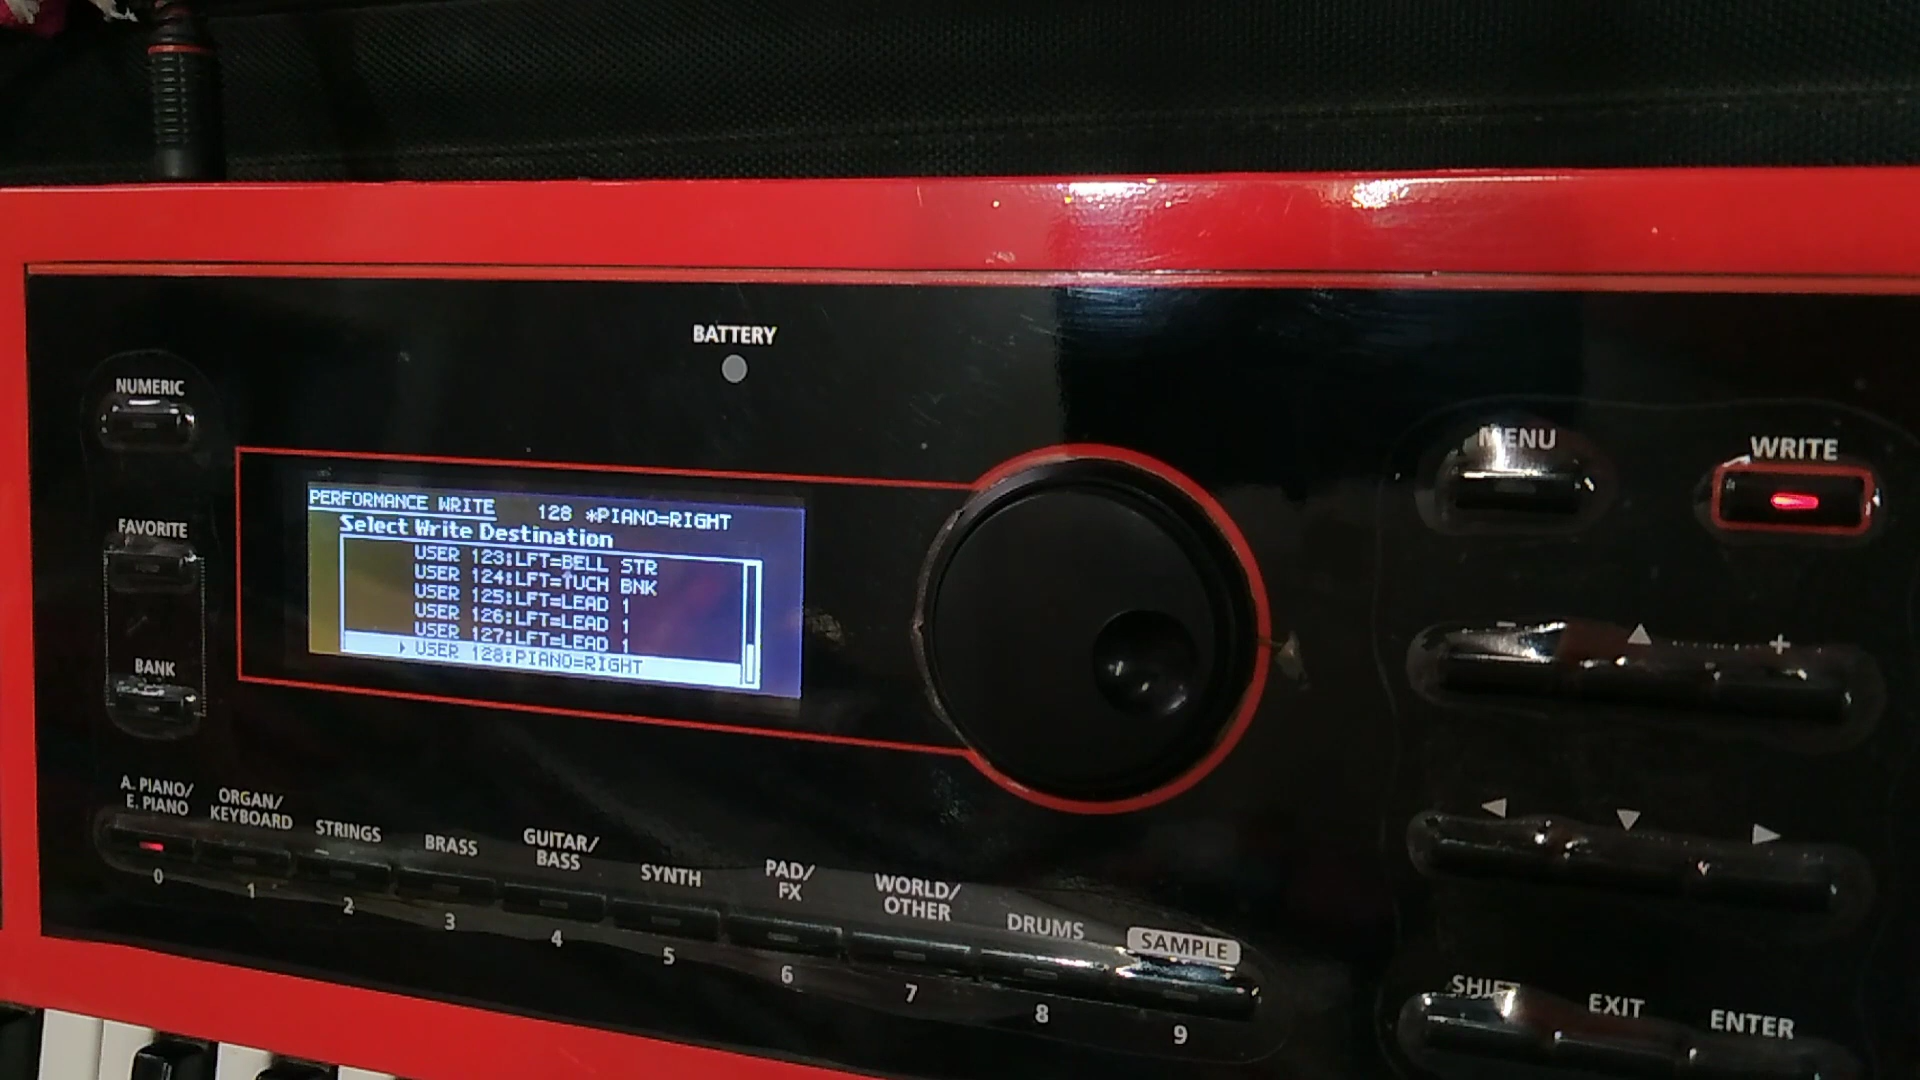 BATTERY
NUMERIC
MENU
WRITE
FAVORITE
BANK
PERFORMANCE WRITE 128 *PIANO=RIGHT
Select Write Destination
USER 123:LFT=BELL STR
USER 124:LFT=TUCH BNK
USER 125:LFT=LEAD 1
USER 126:LFT=LEAD 1
USER 127:LFT=LEAD 1
USER 128:PIANO=RIGHT
- ▲ +
◀ ▼ ▶
A. PIANO/
E. PIANO
ORGAN/
KEYBOARD
STRINGS
BRASS
GUITAR/
BASS
SYNTH
PAD/
FX
WORLD/
OTHER
DRUMS
SAMPLE
0 1 2 3 4 5 6 7 8 9
SHIFT
EXIT
ENTER